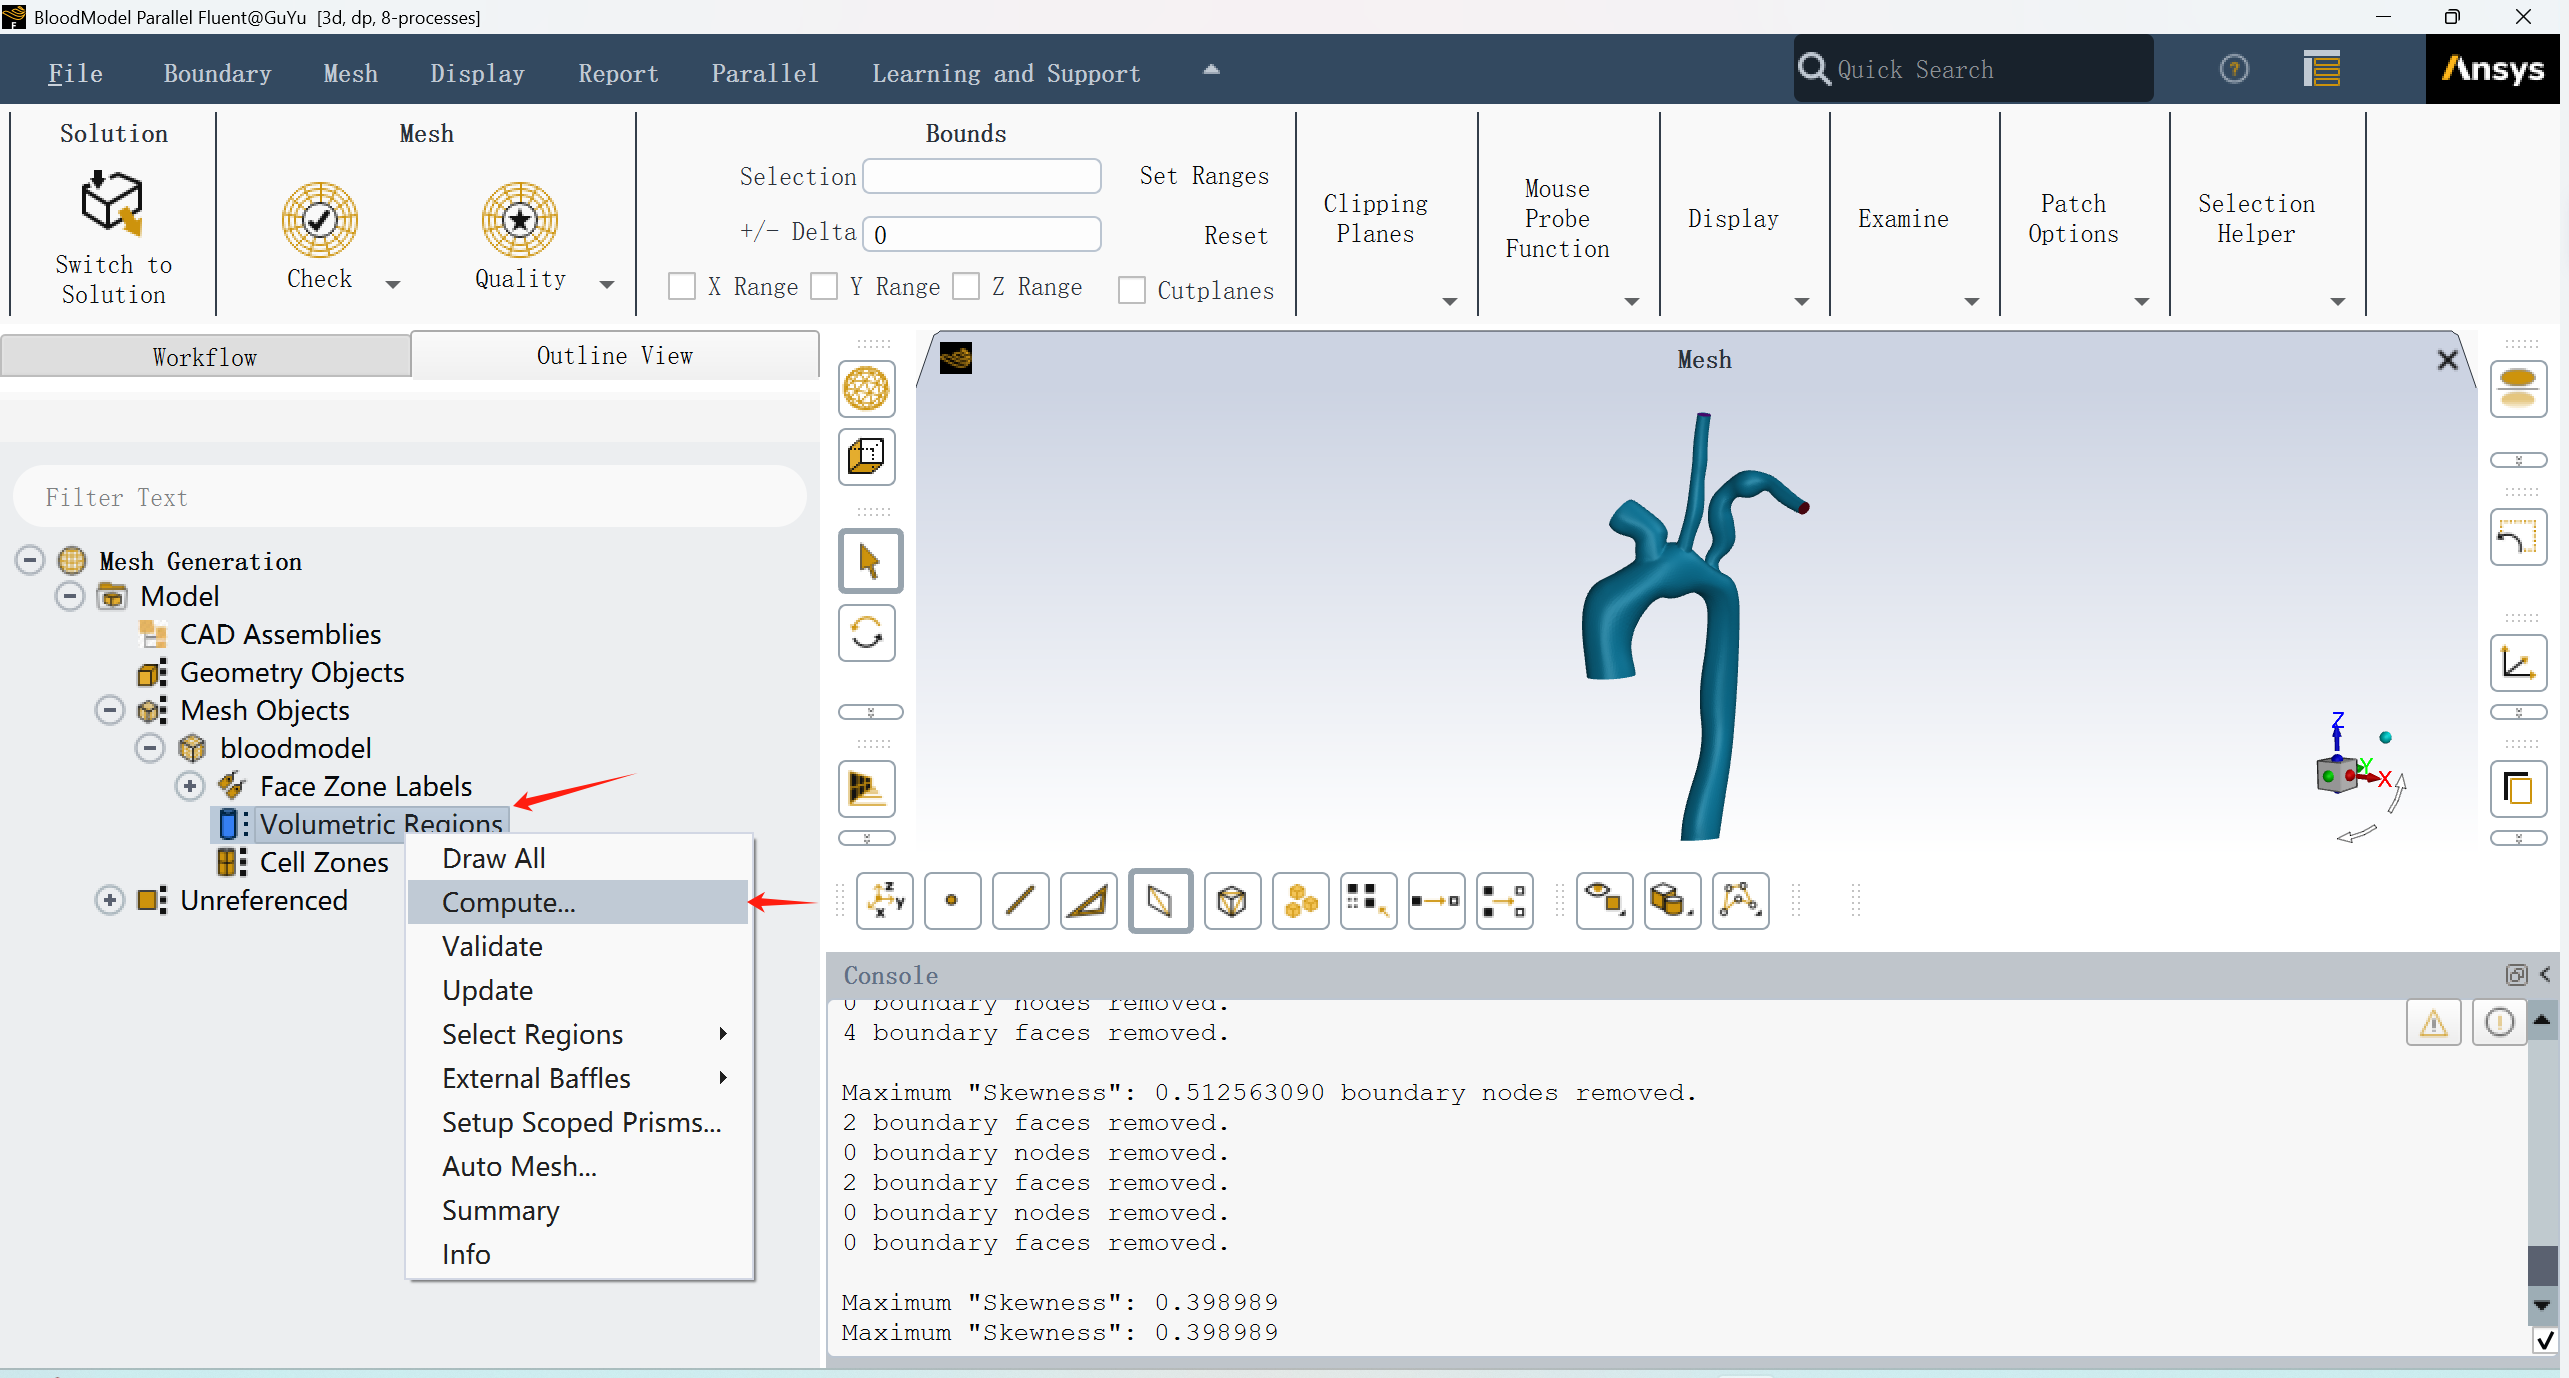 BloodModel Parallel Fluent@GuYu [3d, dp, 8-processes]
File Boundary Mesh Display Report Parallel Learning and Support
Quick Search
Ansys
Solution
Switch to
Solution
Mesh
Check
Quality
Bounds
Selection
Set Ranges
+/- Delta 0
Reset
X Range Y Range Z Range Cutplanes
Clipping
Planes
Mouse
Probe
Function
Display
Examine
Patch
Options
Selection
Helper
Workflow
Outline View
Filter Text
Mesh Generation
Model
CAD Assemblies
Geometry Objects
Mesh Objects
bloodmodel
Face Zone Labels
Volumetric Regions
Cell Zones
Unreferenced
Draw All
Compute...
Validate
Update
Select Regions
External Baffles
Setup Scoped Prisms...
Auto Mesh...
Summary
Info
Mesh
Z
Y
X
z
y
x
Console
0 boundary nodes removed.
4 boundary faces removed.
Maximum "Skewness": 0.512563090 boundary nodes removed.
2 boundary faces removed.
0 boundary nodes removed.
2 boundary faces removed.
0 boundary nodes removed.
0 boundary faces removed.
Maximum "Skewness": 0.398989
Maximum "Skewness": 0.398989